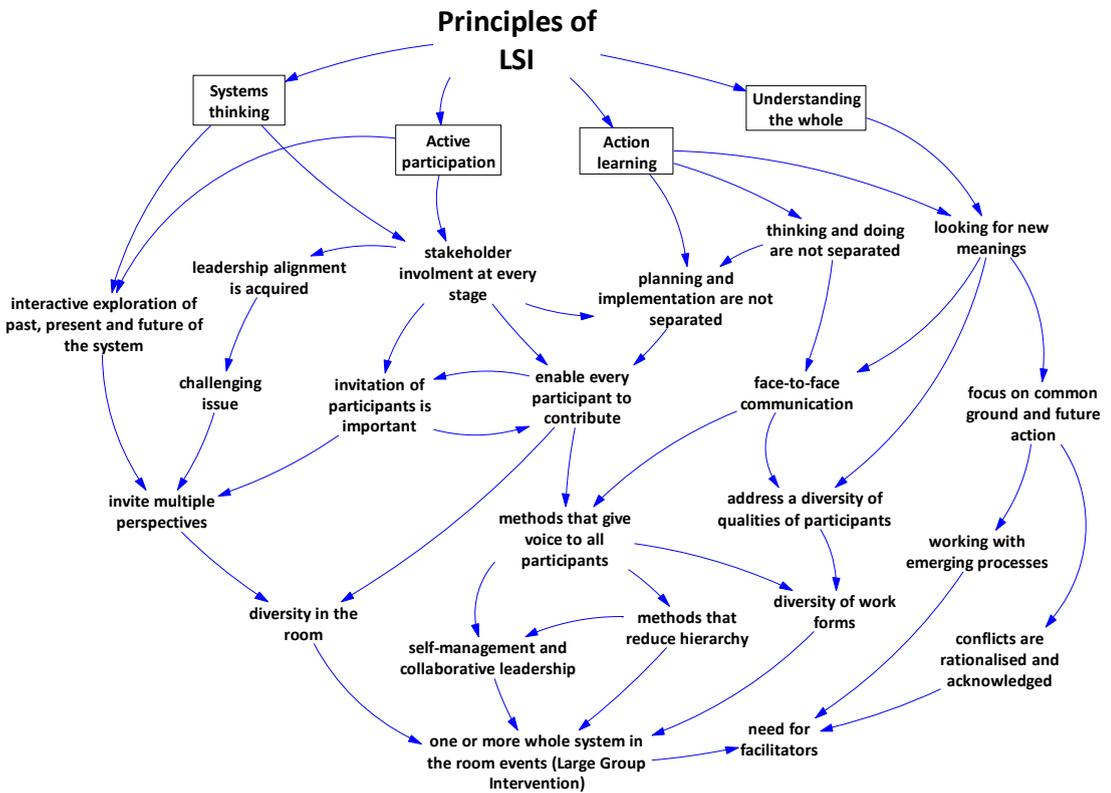 Principles of
LSI
Systems
thinking
Active
participation
Action
learning
Understanding
the whole
interactive exploration of
past, present and future of
the system
leadership alignment
is acquired
stakeholder
involment at every
stage
planning and
implementation are not
separated
thinking and doing
are not separated
looking for new
meanings
challenging
issue
invitation of
participants is
important
enable every
participant to
contribute
face-to-face
communication
focus on common
ground and future
action
invite multiple
perspectives
methods that give
voice to all
participants
address a diversity of
qualities of participants
working with
emerging processes
diversity in the
room
self-management and
collaborative leadership
methods that
reduce hierarchy
diversity of work
forms
conflicts are
rationalised and
acknowledged
one or more whole system in
the room events (Large Group
Intervention)
need for
facilitators